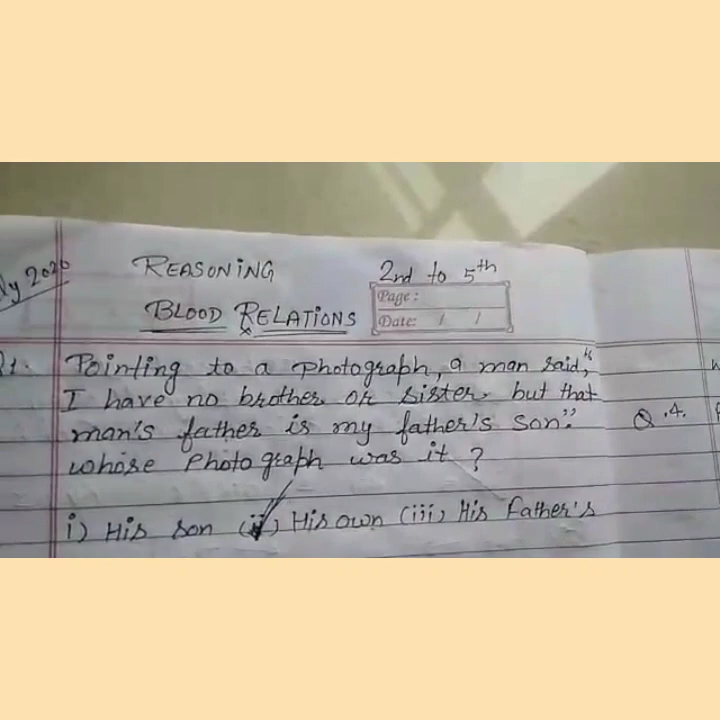 2020
REASONING 2nd to 5th
Page:
BLOOD RELATIONS
Date: / /
Q1. Pointing to a photograph, a man said, "
I have no brother or sister, but that
man's father is my father's son."
Q.4.
whose Photograph was it ?
i) His son (ii) His own (iii) His Father's